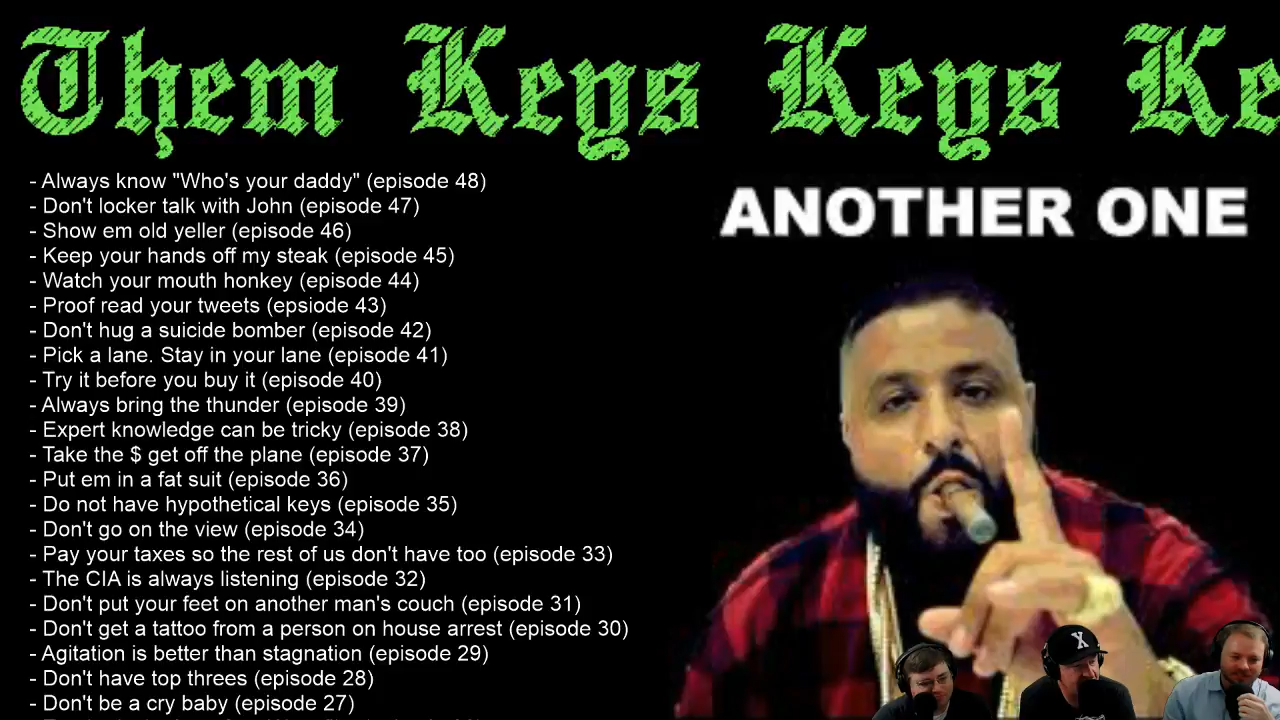 Them Keys Keys Ke
ANOTHER ONE
- Always know "Who's your daddy" (episode 48)
- Don't locker talk with John (episode 47)
- Show em old yeller (episode 46)
- Keep your hands off my steak (episode 45)
- Watch your mouth honkey (episode 44)
- Proof read your tweets (epsiode 43)
- Don't hug a suicide bomber (episode 42)
- Pick a lane. Stay in your lane (episode 41)
- Try it before you buy it (episode 40)
- Always bring the thunder (episode 39)
- Expert knowledge can be tricky (episode 38)
- Take the $ get off the plane (episode 37)
- Put em in a fat suit (episode 36)
- Do not have hypothetical keys (episode 35)
- Don't go on the view (episode 34)
- Pay your taxes so the rest of us don't have too (episode 33)
- The CIA is always listening (episode 32)
- Don't put your feet on another man's couch (episode 31)
- Don't get a tattoo from a person on house arrest (episode 30)
- Agitation is better than stagnation (episode 29)
- Don't have top threes (episode 28)
- Don't be a cry baby (episode 27)
X